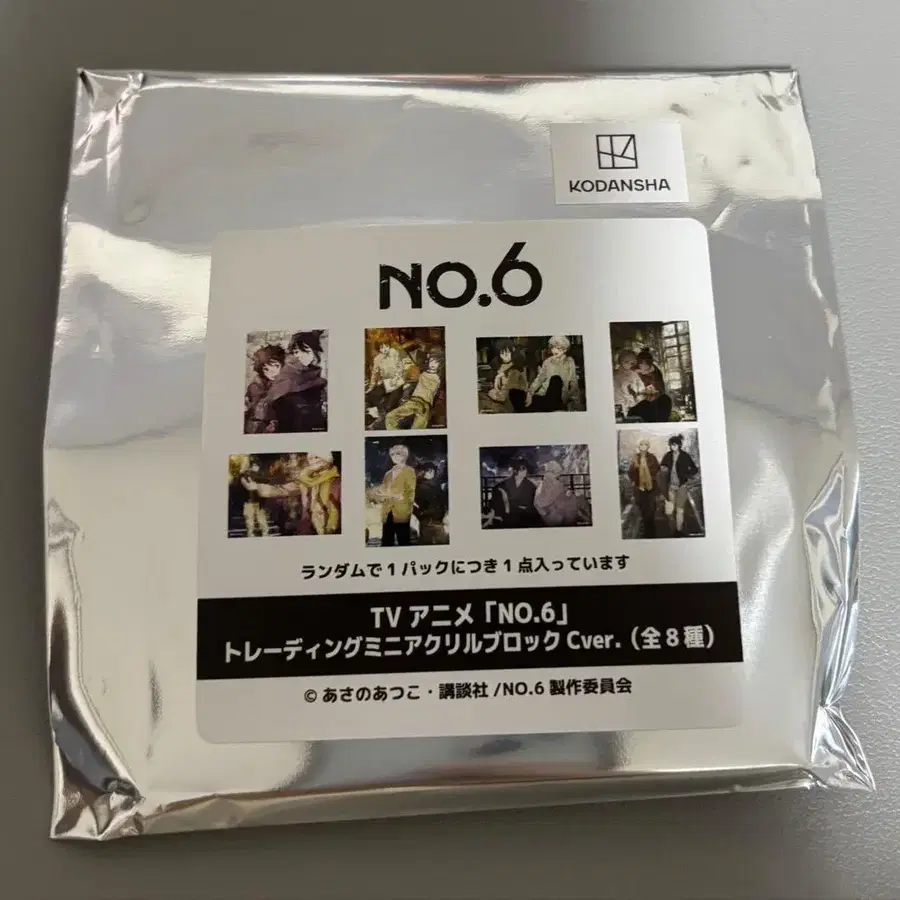 KODANSHA
NO.6
ランダムで1パックにつき1点入っています
TV アニメ「NO.6」
トレーディングミニアクリルブロック Cver.（全8種）
© あさのあつこ・講談社/NO.6 製作委員会